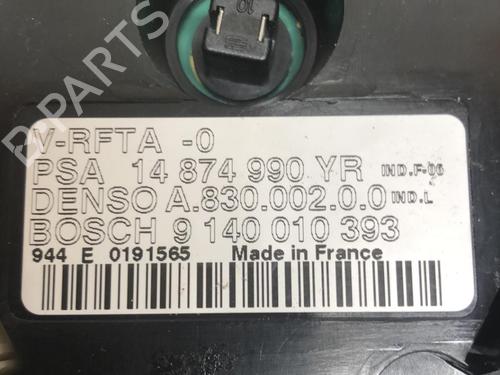 10
V-RFTA -0
PSA 14 874 990 YR IND.F-06
DENSO A.830.002.0.0 IND.L
BOSCH 9 140 010 393
944 E 0191565 Made in France
B-PARTS